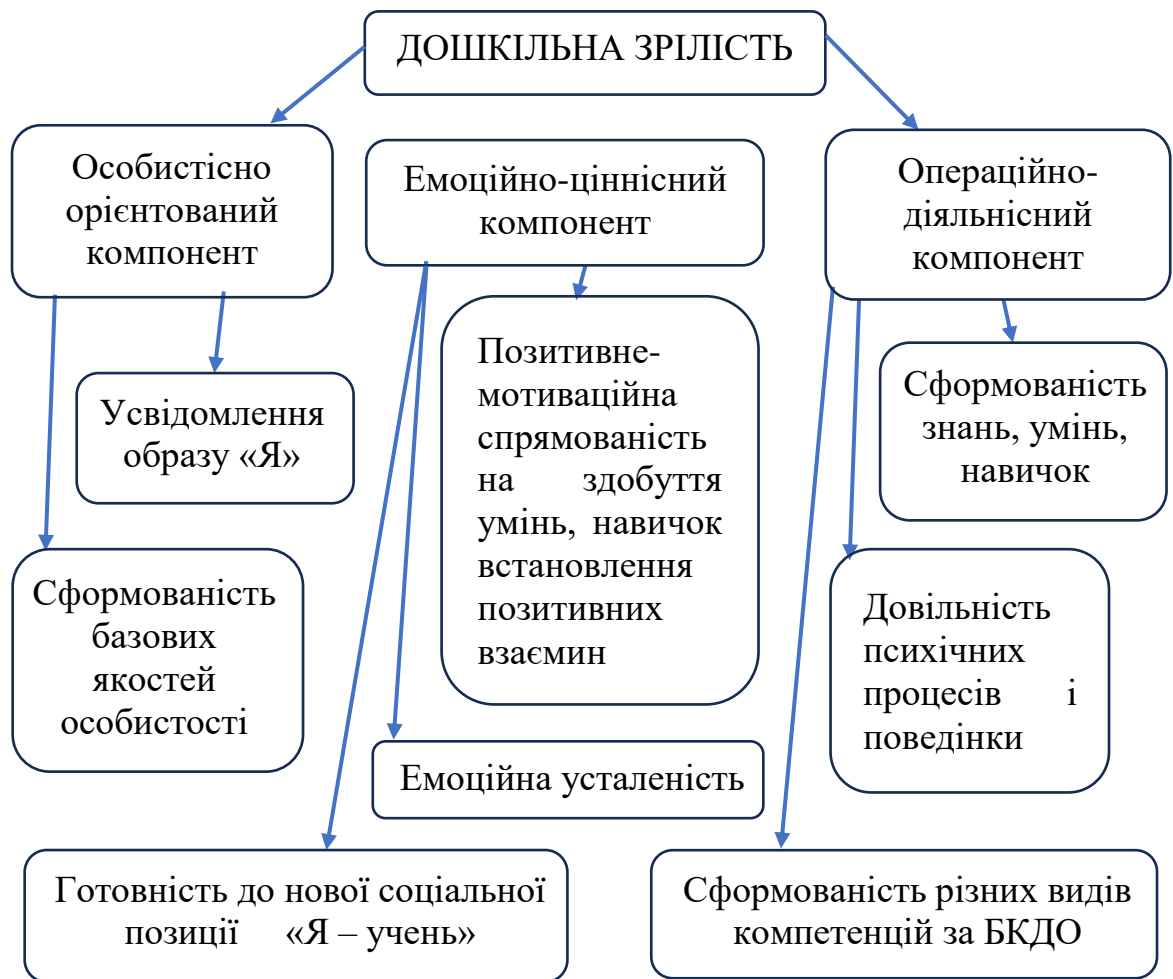 ДОШКІЛЬНА ЗРІЛІСТЬ
Особистісно
орієнтований
компонент
Емоційно-ціннісний
компонент
Операційно-
діяльнісний
компонент
Усвідомлення
образу «Я»
Позитивне-
мотиваційна
спрямованість
на здобуття
умінь, навичок
встановлення
позитивних
взаємин
Сформованість
знань, умінь,
навичок
Сформованість
базових
якостей
особистості
Довільність
психічних
процесів і
поведінки
Емоційна усталеність
Готовність до нової соціальної
позиції «Я – учень»
Сформованість різних видів
компетенцій за БКДО